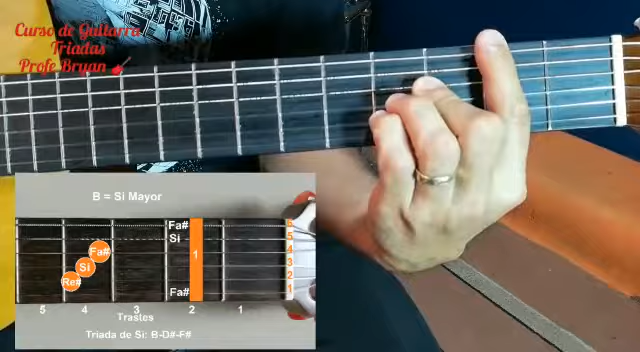 Curso de Guitarra
Triadas
Profe Bryan
B = Si Mayor
Fa#
Si
Fa#
Si
Re#
1
Fa#
6
5
4
3
2
1
5 4 3 2 1
Trastes
Triada de Si: B-D#-F#